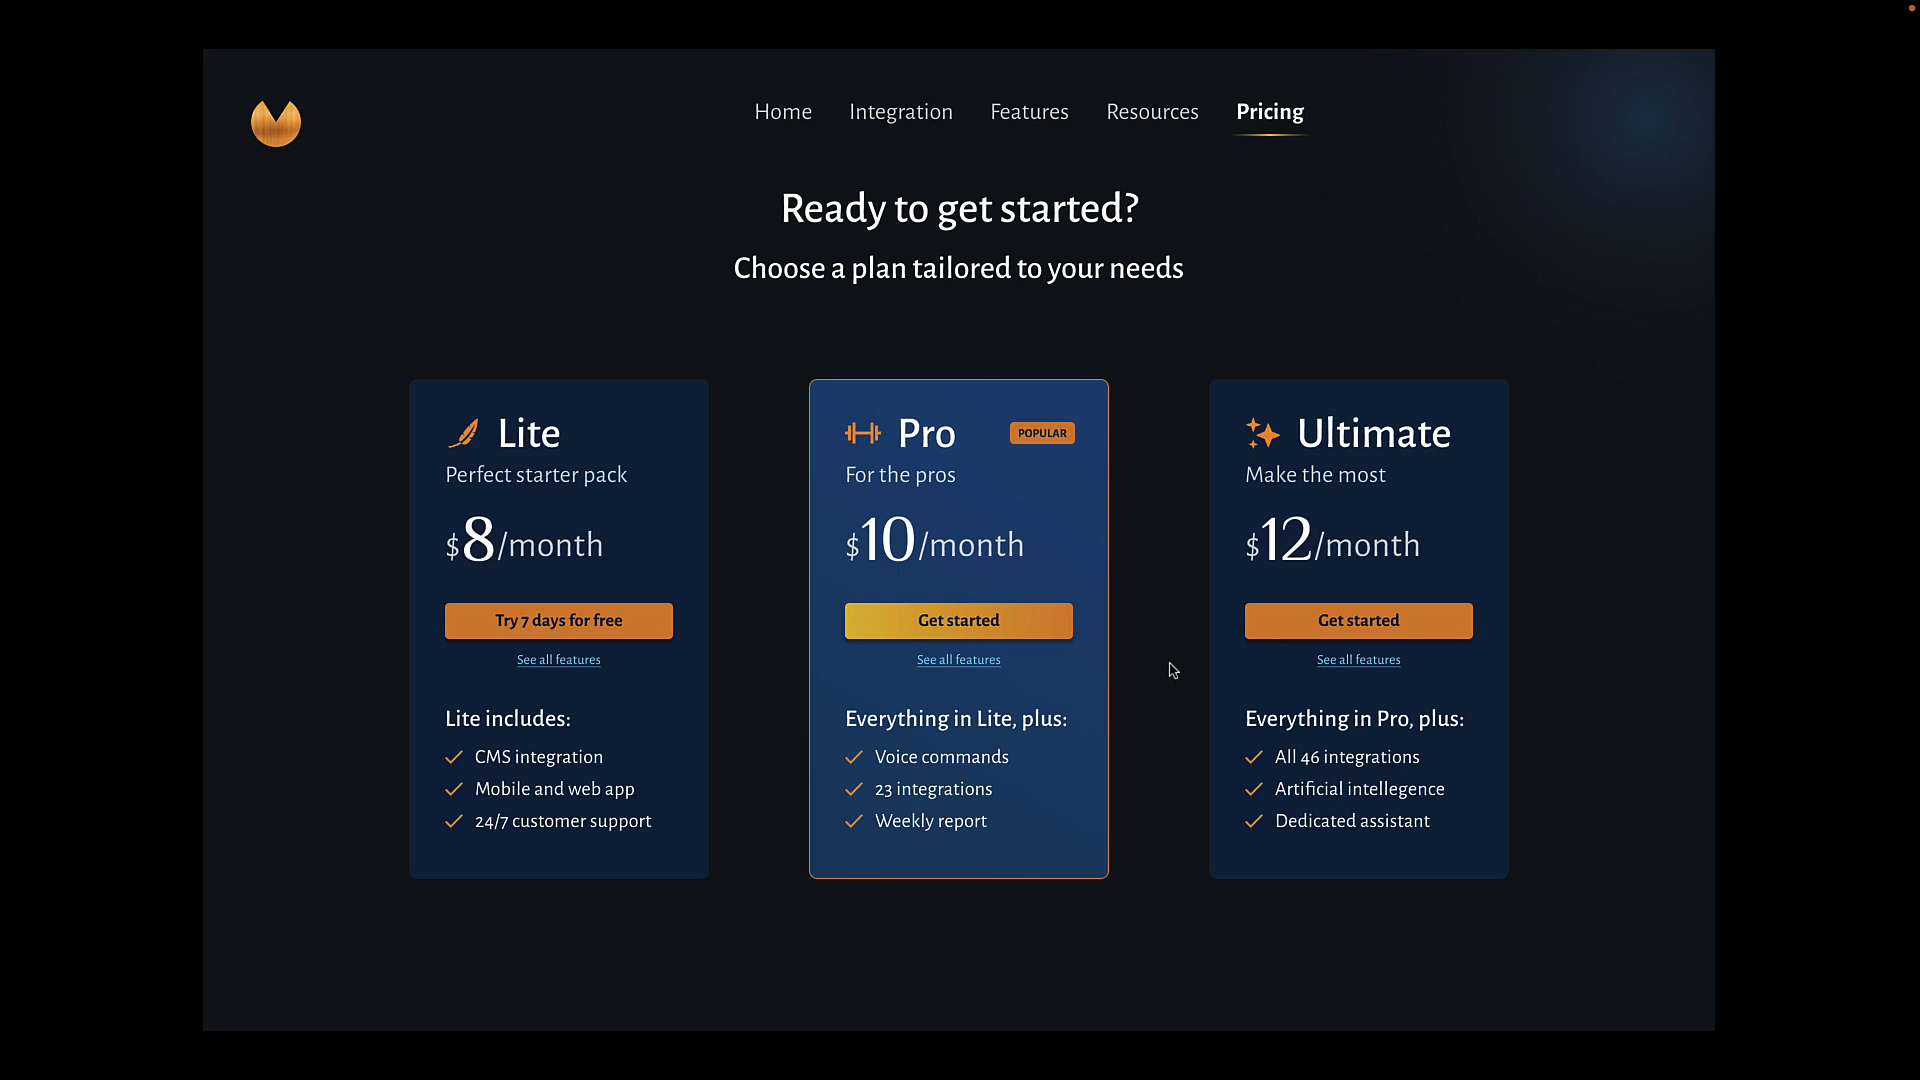 Home Integration Features Resources Pricing
Ready to get started?
Choose a plan tailored to your needs
Lite
Perfect starter pack
$8/month
Try 7 days for free
See all features
Lite includes:
CMS integration
Mobile and web app
24/7 customer support
Pro
POPULAR
For the pros
$10/month
Get started
See all features
Everything in Lite, plus:
Voice commands
23 integrations
Weekly report
Ultimate
Make the most
$12/month
Get started
See all features
Everything in Pro, plus:
All 46 integrations
Artificial intellegence
Dedicated assistant